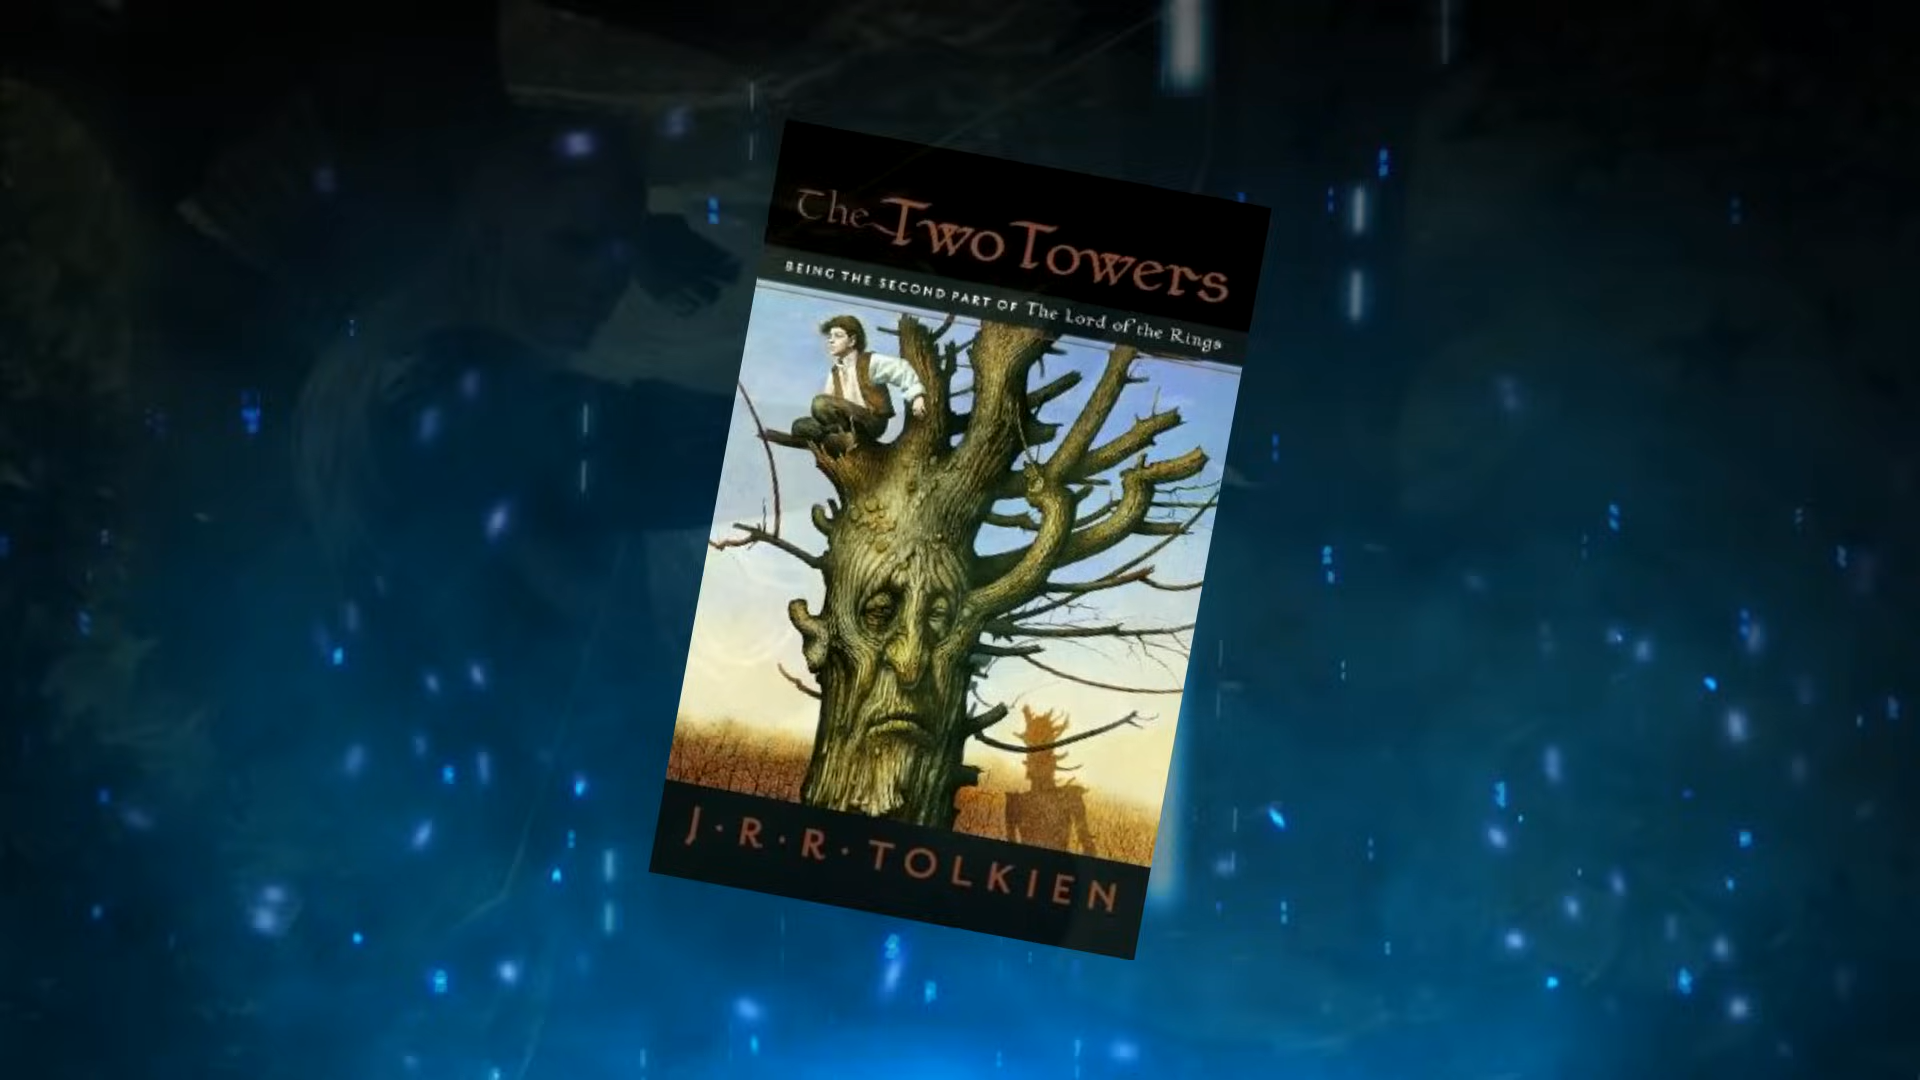 The Two Towers
BEING THE SECOND PART OF The Lord of the Rings
J·R·R·TOLKIEN